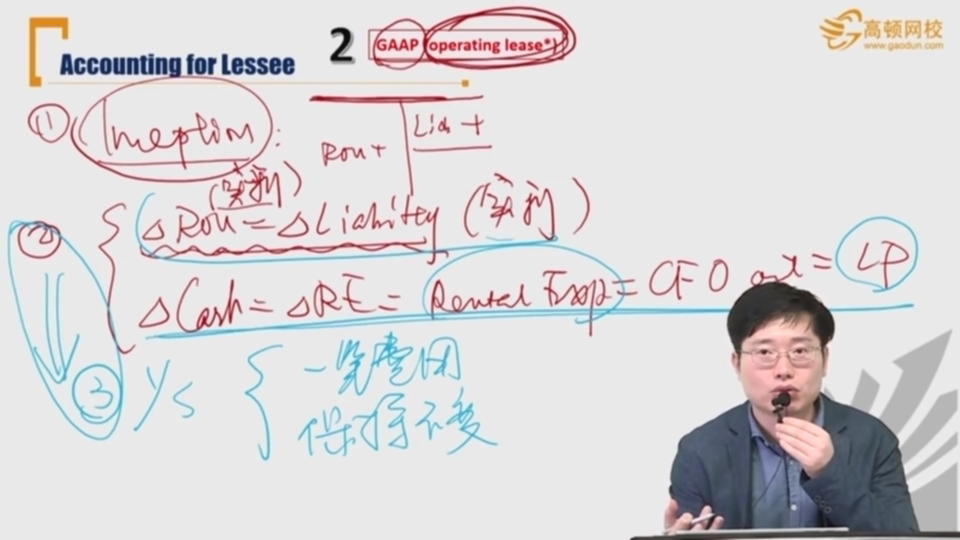 Accounting for Lessee
2 GAAP (operating lease*)
高顿网校
www.gaodun.com
① Inception:
ROU + Lia +
(实利)
② ΔROU = ΔLiability (实利)
ΔCash = ΔRE = Rental Exp = CFO out = LP
③ I/S
一笔费用
保持不变